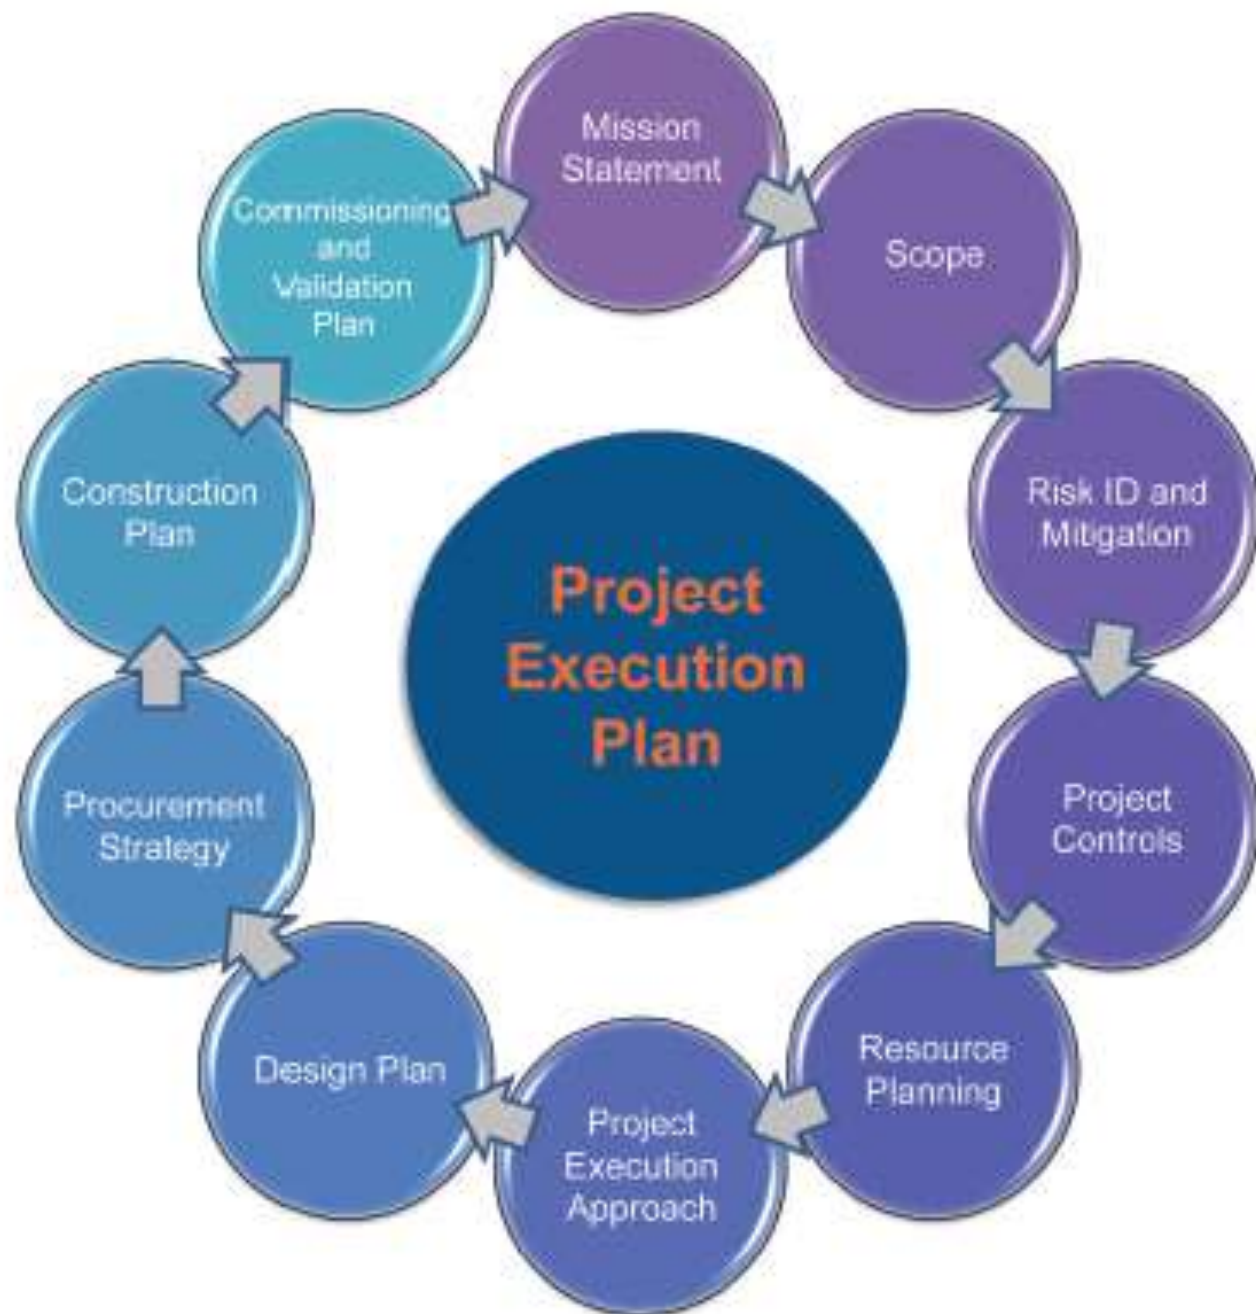 Mission
Statement
Scope
Risk ID and
Mitigation
Project
Controls
Resource
Planning
Project
Execution
Approach
Design Plan
Procurement
Strategy
Construction
Plan
Commissioning
and
Validation
Plan
Project
Execution
Plan